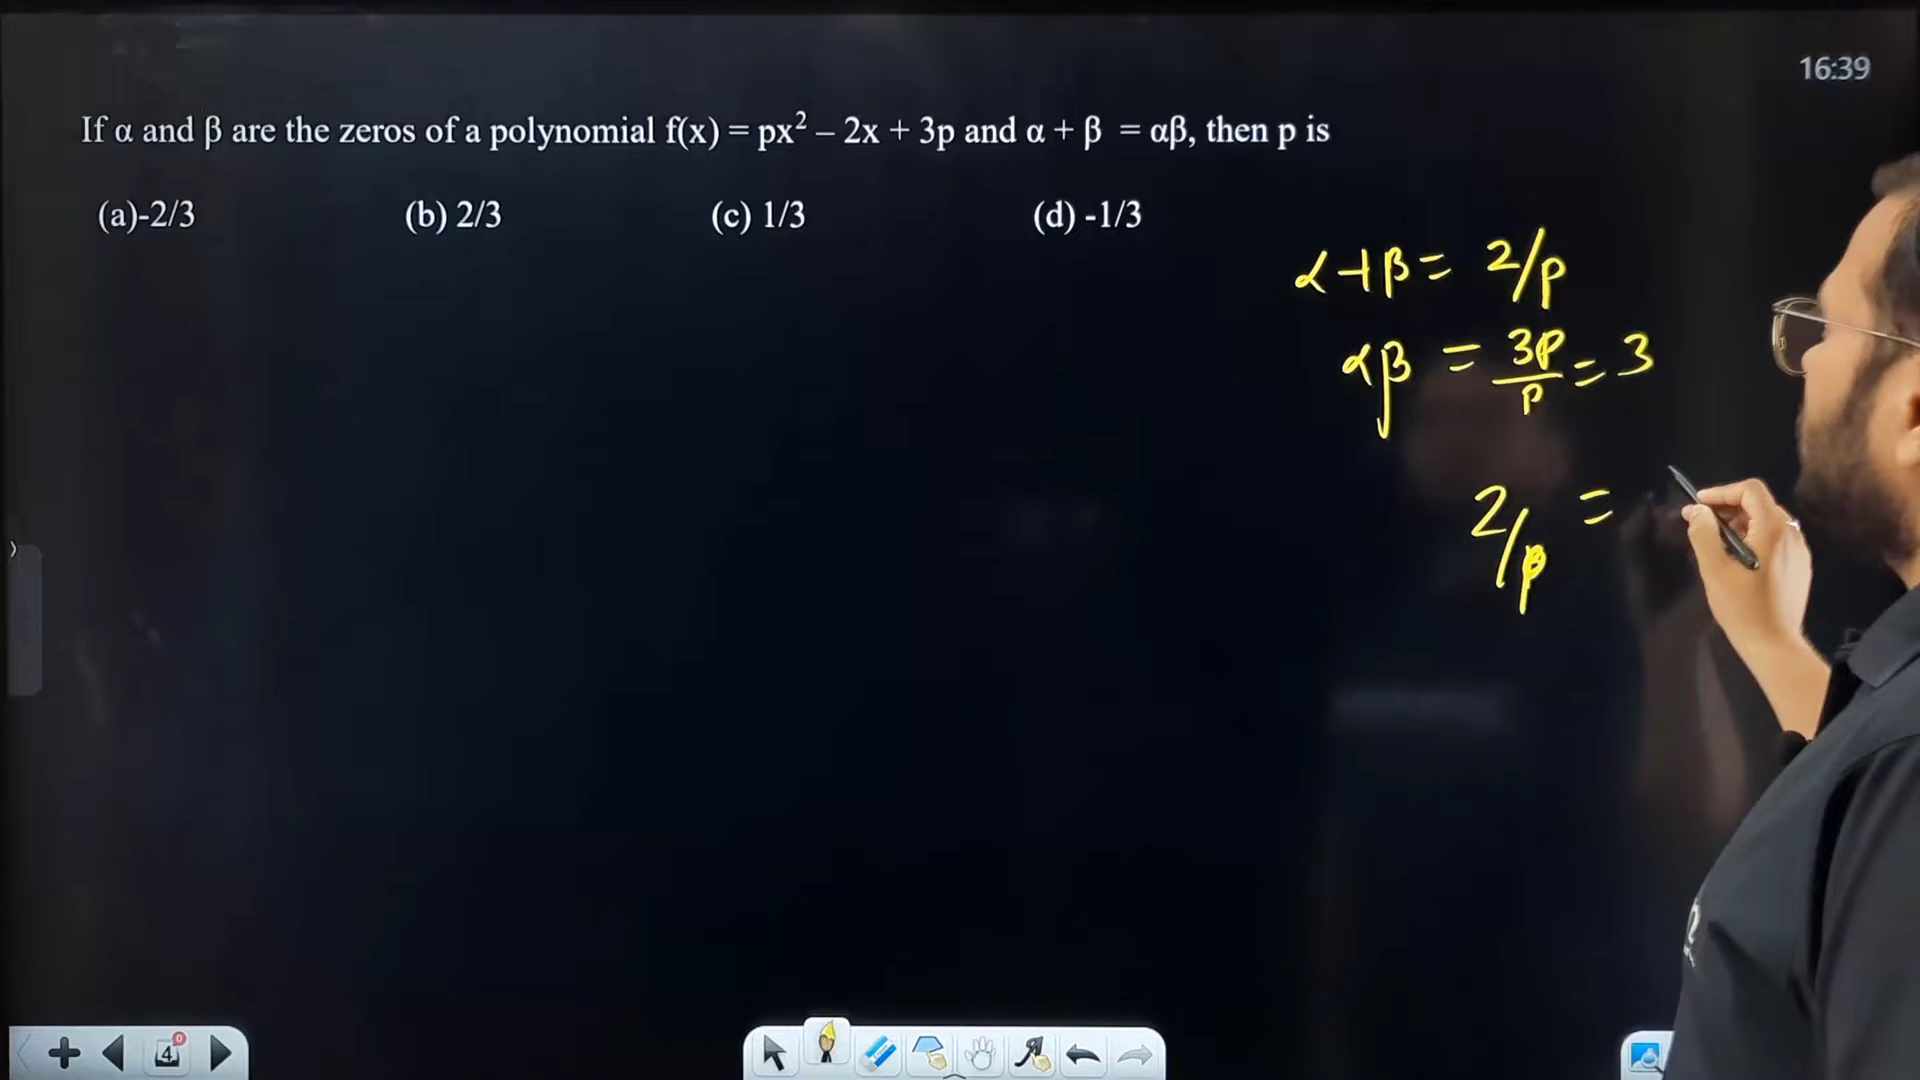 16:39
If α and β are the zeros of a polynomial f(x) = px² – 2x + 3p and α + β = αβ, then p is
(a)-2/3 (b) 2/3 (c) 1/3 (d) -1/3
α+β = 2/p
αβ = 3p/p = 3
2/p =
4
0